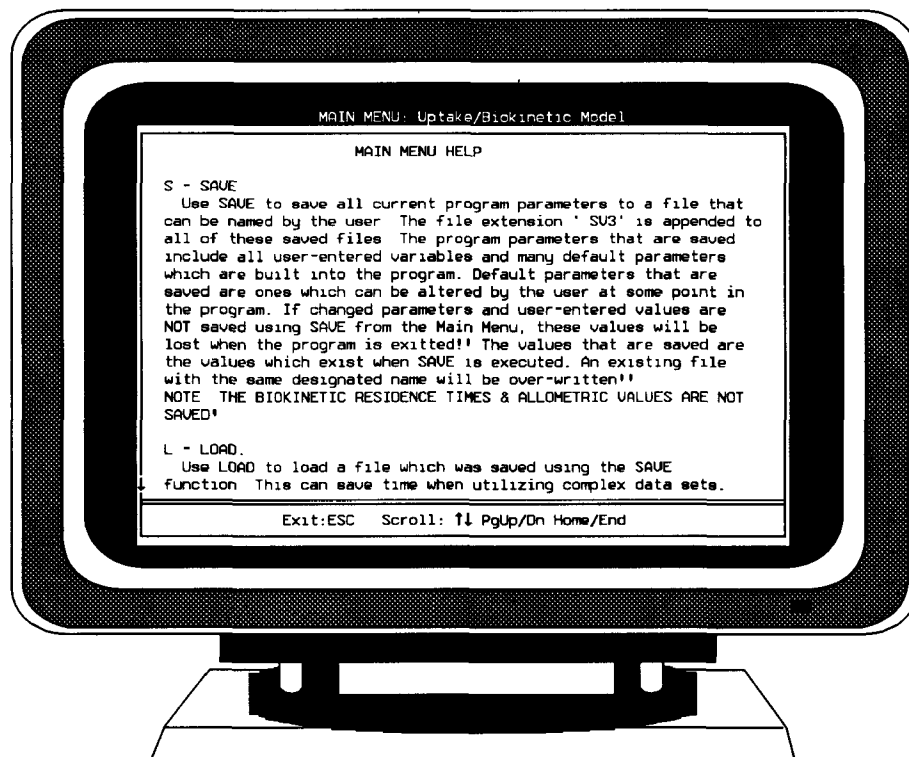 MAIN MENU: Uptake/Biokinetic Model
MAIN MENU HELP
S - SAVE
Use SAVE to save all current program parameters to a file that
can be named by the user The file extension ' SV3' is appended to
all of these saved files The program parameters that are saved
include all user-entered variables and many default parameters
which are built into the program. Default parameters that are
saved are ones which can be altered by the user at some point in
the program. If changed parameters and user-entered values are
NOT saved using SAVE from the Main Menu, these values will be
lost when the program is exitted!' The values that are saved are
the values which exist when SAVE is executed. An existing file
with the same designated name will be over-written''
NOTE THE BIOKINETIC RESIDENCE TIMES & ALLOMETRIC VALUES ARE NOT
SAVED'
L - LOAD.
Use LOAD to load a file which was saved using the SAVE
↓ function This can save time when utilizing complex data sets.
Exit:ESC Scroll: ↑↓ PgUp/Dn Home/End